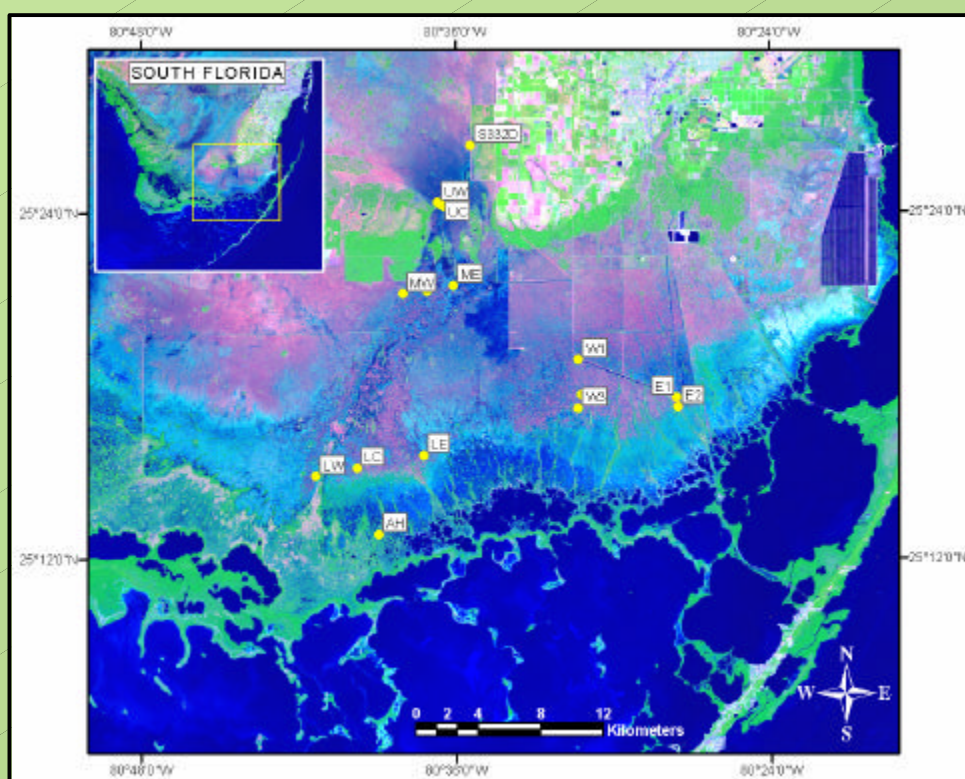 80°48'0"W 80°36'0"W 80°24'0"W
SOUTH FLORIDA
S332D
UW
25°24'0"N 25°24'0"N
UC
ME
MW
W1
E1 E2
W3
LE
LC
LW
AH
25°12'0"N 25°12'0"N
N
W E
S
0 2 4 8 12
Kilometers
80°48'0"W 80°36'0"W 80°24'0"W